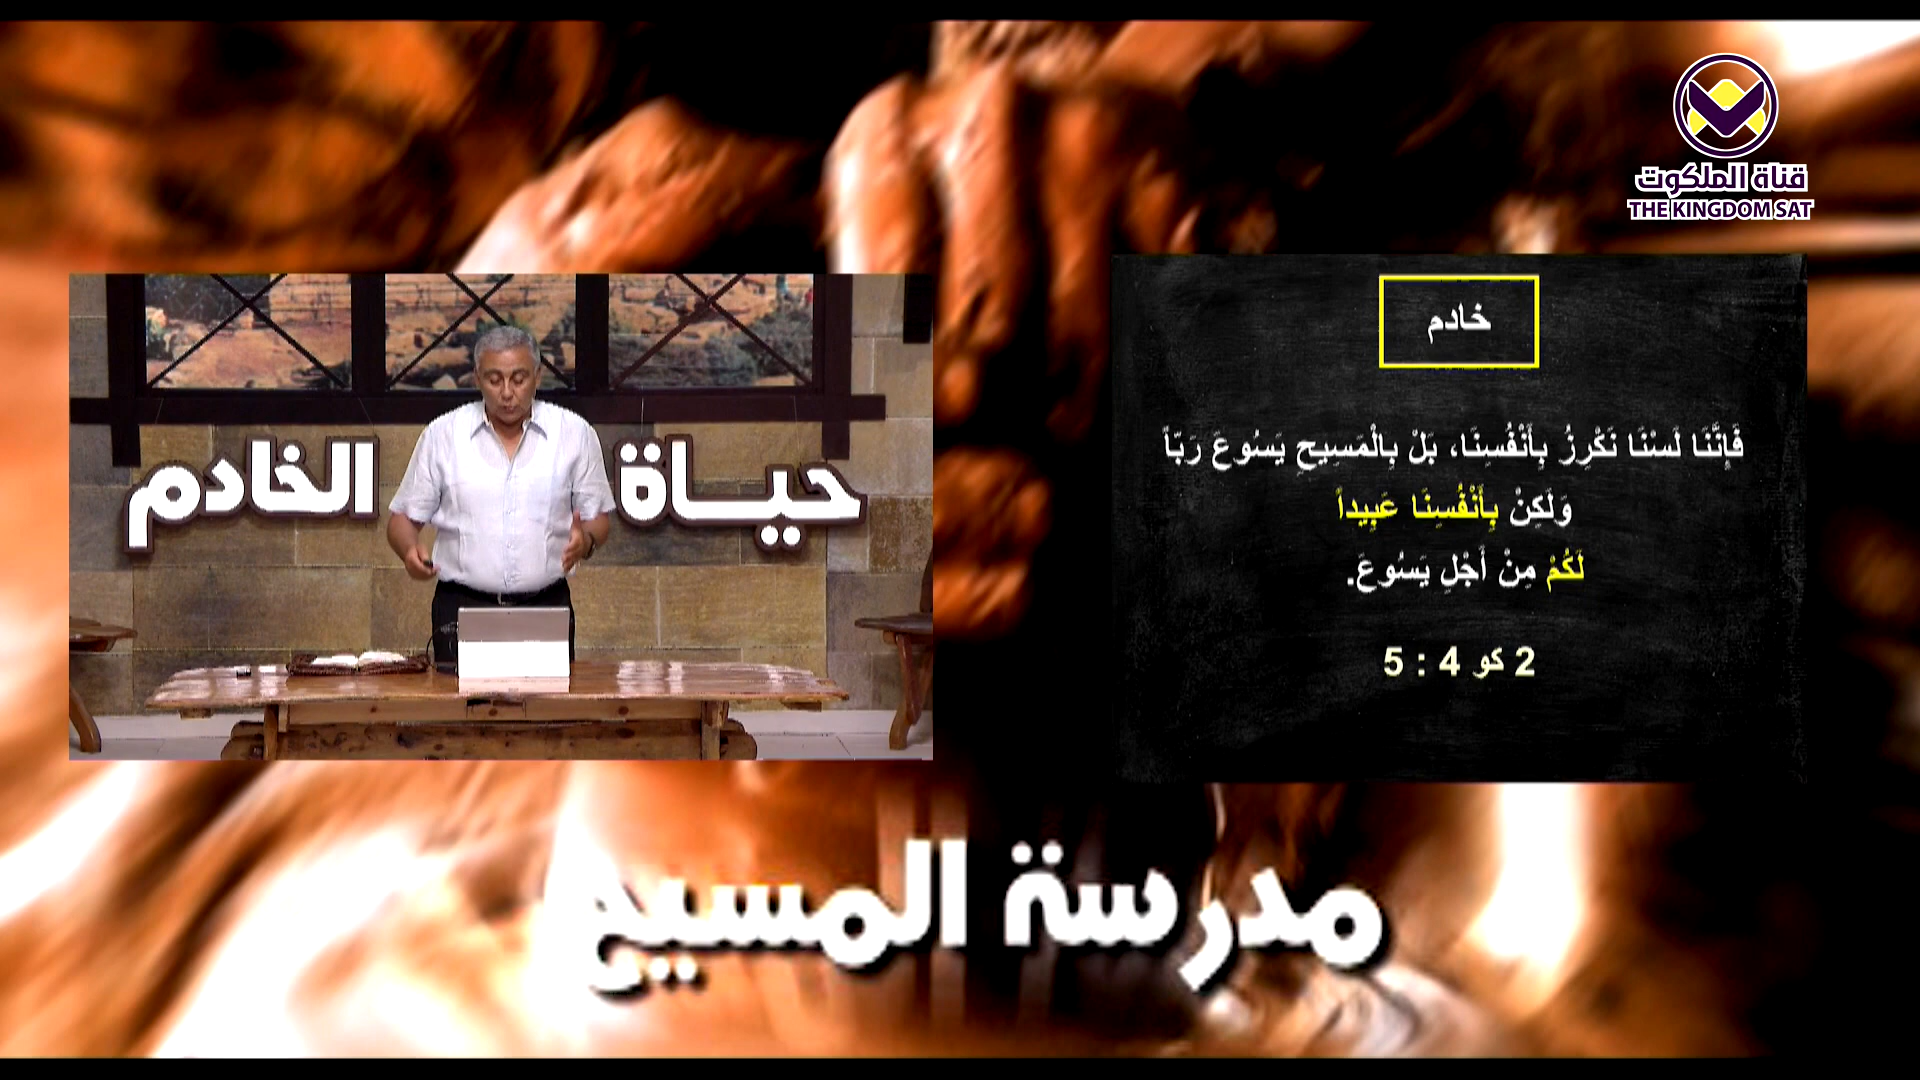 قناة الملكوت
THE KINGDOM SAT
خادم
فَإِنَّنَا لَسْنَا نَكْرِزُ بِأَنْفُسِنَا، بَلْ بِالْمَسِيحِ يَسُوعَ رَبّاً
وَلَكِنْ بِأَنْفُسِنَا عَبِيداً
لَكُمْ مِنْ أَجْلِ يَسُوعَ.
2 كو 4 : 5
حياة الخادم
مدرسة المسيح